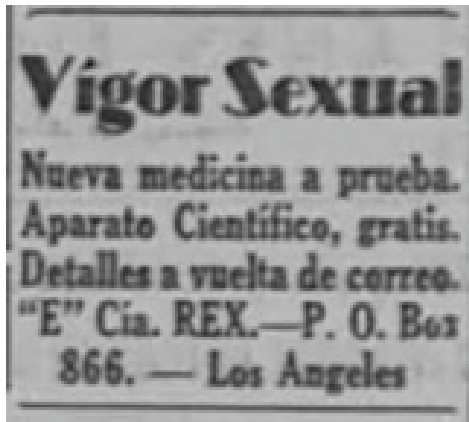 Vigor Sexual
Nueva medicina a prueba.
Aparato Científico, gratis.
Detalles a vuelta de correo.
“E” Cía. REX.—P. O. Box
866. — Los Angeles